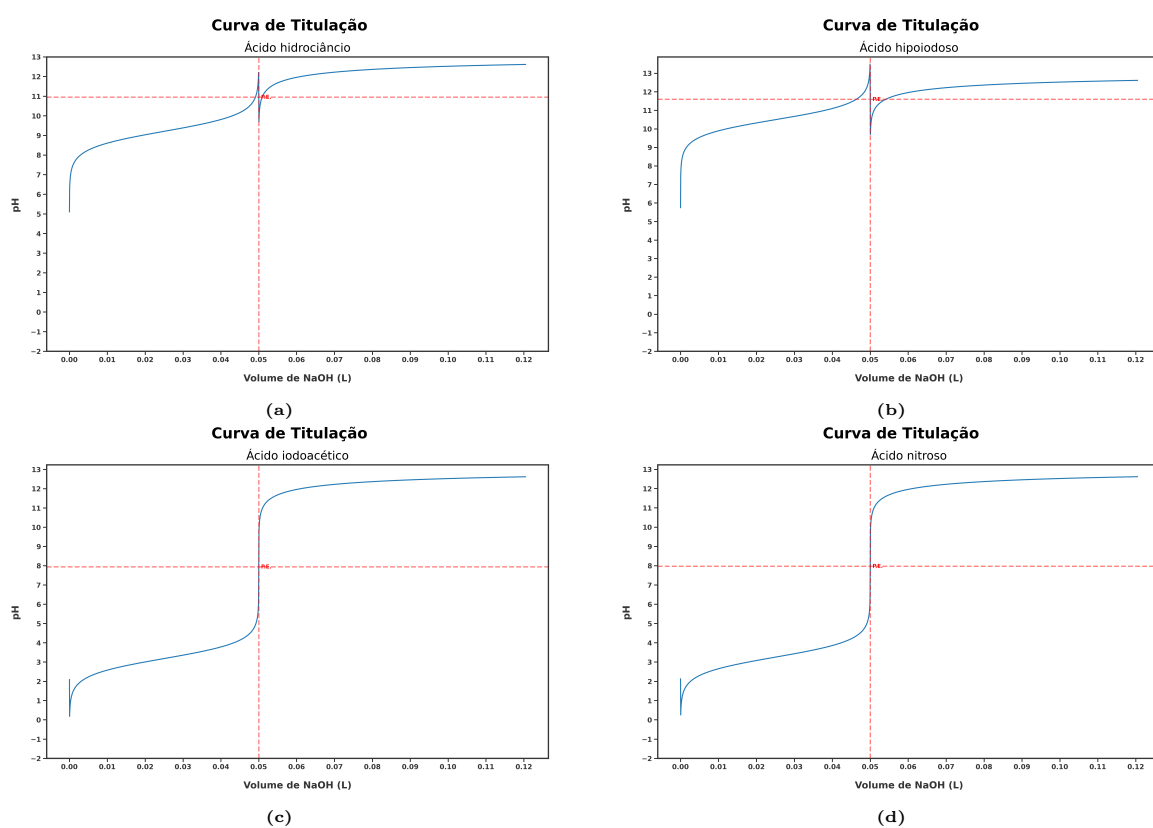 Curva de Titulação
Ácido hidrociâncio
13
12
11
10
9
8
7
6
5
4
3
2
1
0
−1
−2
pH
P.E.
0.00 0.01 0.02 0.03 0.04 0.05 0.06 0.07 0.08 0.09 0.10 0.11 0.12
Volume de NaOH (L)
(a)
Curva de Titulação
Ácido hipoiodoso
13
12
11
10
9
8
7
6
5
4
3
2
1
0
−1
−2
pH
P.E.
0.00 0.01 0.02 0.03 0.04 0.05 0.06 0.07 0.08 0.09 0.10 0.11 0.12
Volume de NaOH (L)
(b)
Curva de Titulação
Ácido iodoacético
13
12
11
10
9
8
7
6
5
4
3
2
1
0
−1
−2
pH
P.E.
0.00 0.01 0.02 0.03 0.04 0.05 0.06 0.07 0.08 0.09 0.10 0.11 0.12
Volume de NaOH (L)
(c)
Curva de Titulação
Ácido nitroso
13
12
11
10
9
8
7
6
5
4
3
2
1
0
−1
−2
pH
P.E.
0.00 0.01 0.02 0.03 0.04 0.05 0.06 0.07 0.08 0.09 0.10 0.11 0.12
Volume de NaOH (L)
(d)